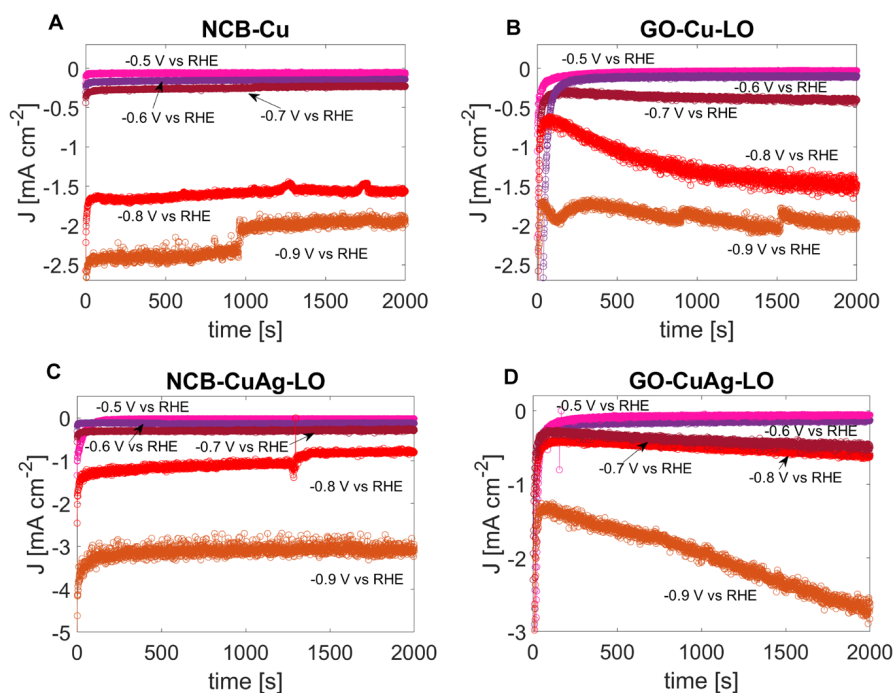 A
NCB-Cu
0
-0.5
-1
-1.5
-2
-2.5
J [mA cm-2]
-0.5 V vs RHE
-0.6 V vs RHE
-0.7 V vs RHE
-0.8 V vs RHE
-0.9 V vs RHE
0 500 1000 1500 2000
time [s]
B
GO-Cu-LO
0
-0.5
-1
-1.5
-2
-2.5
J [mA cm-2]
-0.5 V vs RHE
-0.6 V vs RHE
-0.7 V vs RHE
-0.8 V vs RHE
-0.9 V vs RHE
0 500 1000 1500 2000
time [s]
C
NCB-CuAg-LO
0
-1
-2
-3
-4
-5
J [mA cm-2]
-0.5 V vs RHE
-0.6 V vs RHE
-0.7 V vs RHE
-0.8 V vs RHE
-0.9 V vs RHE
0 500 1000 1500 2000
time [s]
D
GO-CuAg-LO
0
-1
-2
-3
J [mA cm-2]
-0.5 V vs RHE
-0.6 V vs RHE
-0.7 V vs RHE
-0.8 V vs RHE
-0.9 V vs RHE
0 500 1000 1500 2000
time [s]